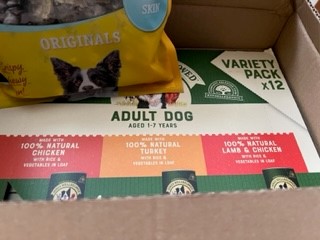 SKIN
ORIGINALS
VARIETY
PACK x12
ADULT DOG
AGED 1-7 YEARS
MADE WITH
100% NATURAL
CHICKEN
WITH RICE &
VEGETABLES IN LOAF
MADE WITH
100% NATURAL
TURKEY
WITH RICE &
VEGETABLES IN LOAF
MADE WITH
100% NATURAL
LAMB & CHICKEN
WITH RICE &
VEGETABLES IN LOAF